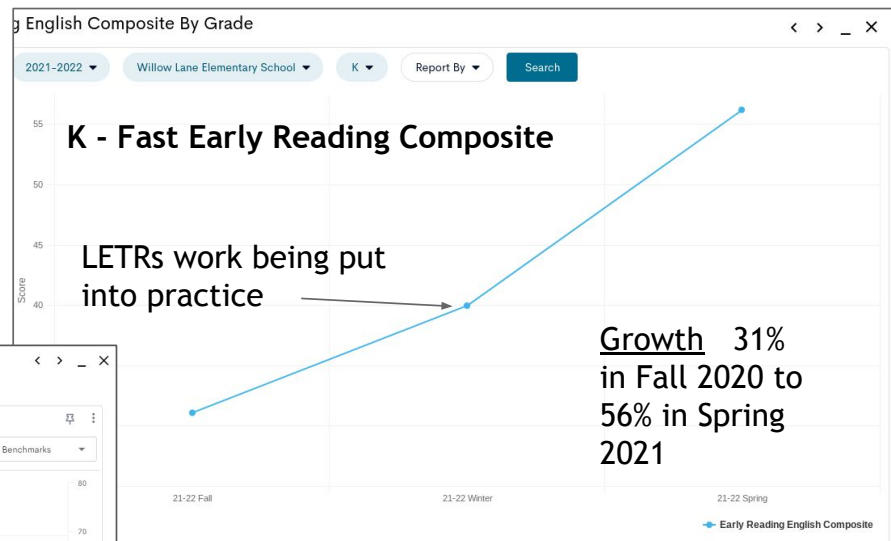 g English Composite By Grade
2021-2022 Willow Lane Elementary School K Report By Search
K - Fast Early Reading Composite
LETRs work being put
into practice
Growth 31%
in Fall 2020 to
56% in Spring
2021
Score
55
50
45
40
21-22 Fall 21-22 Winter 21-22 Spring
Early Reading English Composite
Benchmarks
80
70